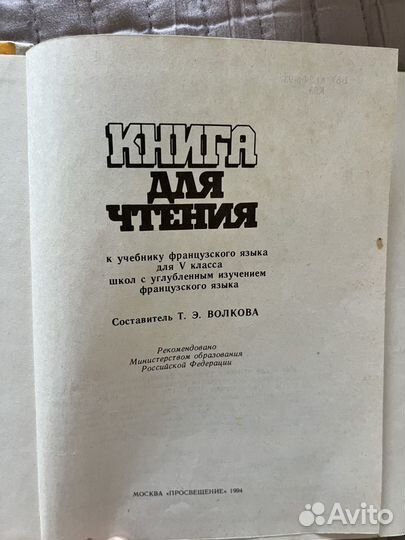 КНИГА
ДЛЯ
ЧТЕНИЯ
к учебнику французского языка
для V класса
школ с углубленным изучением
французского языка
Составитель Т. Э. ВОЛКОВА
Рекомендовано
Министерством образования
Российской Федерации
МОСКВА «ПРОСВЕЩЕНИЕ» 1994
Avito